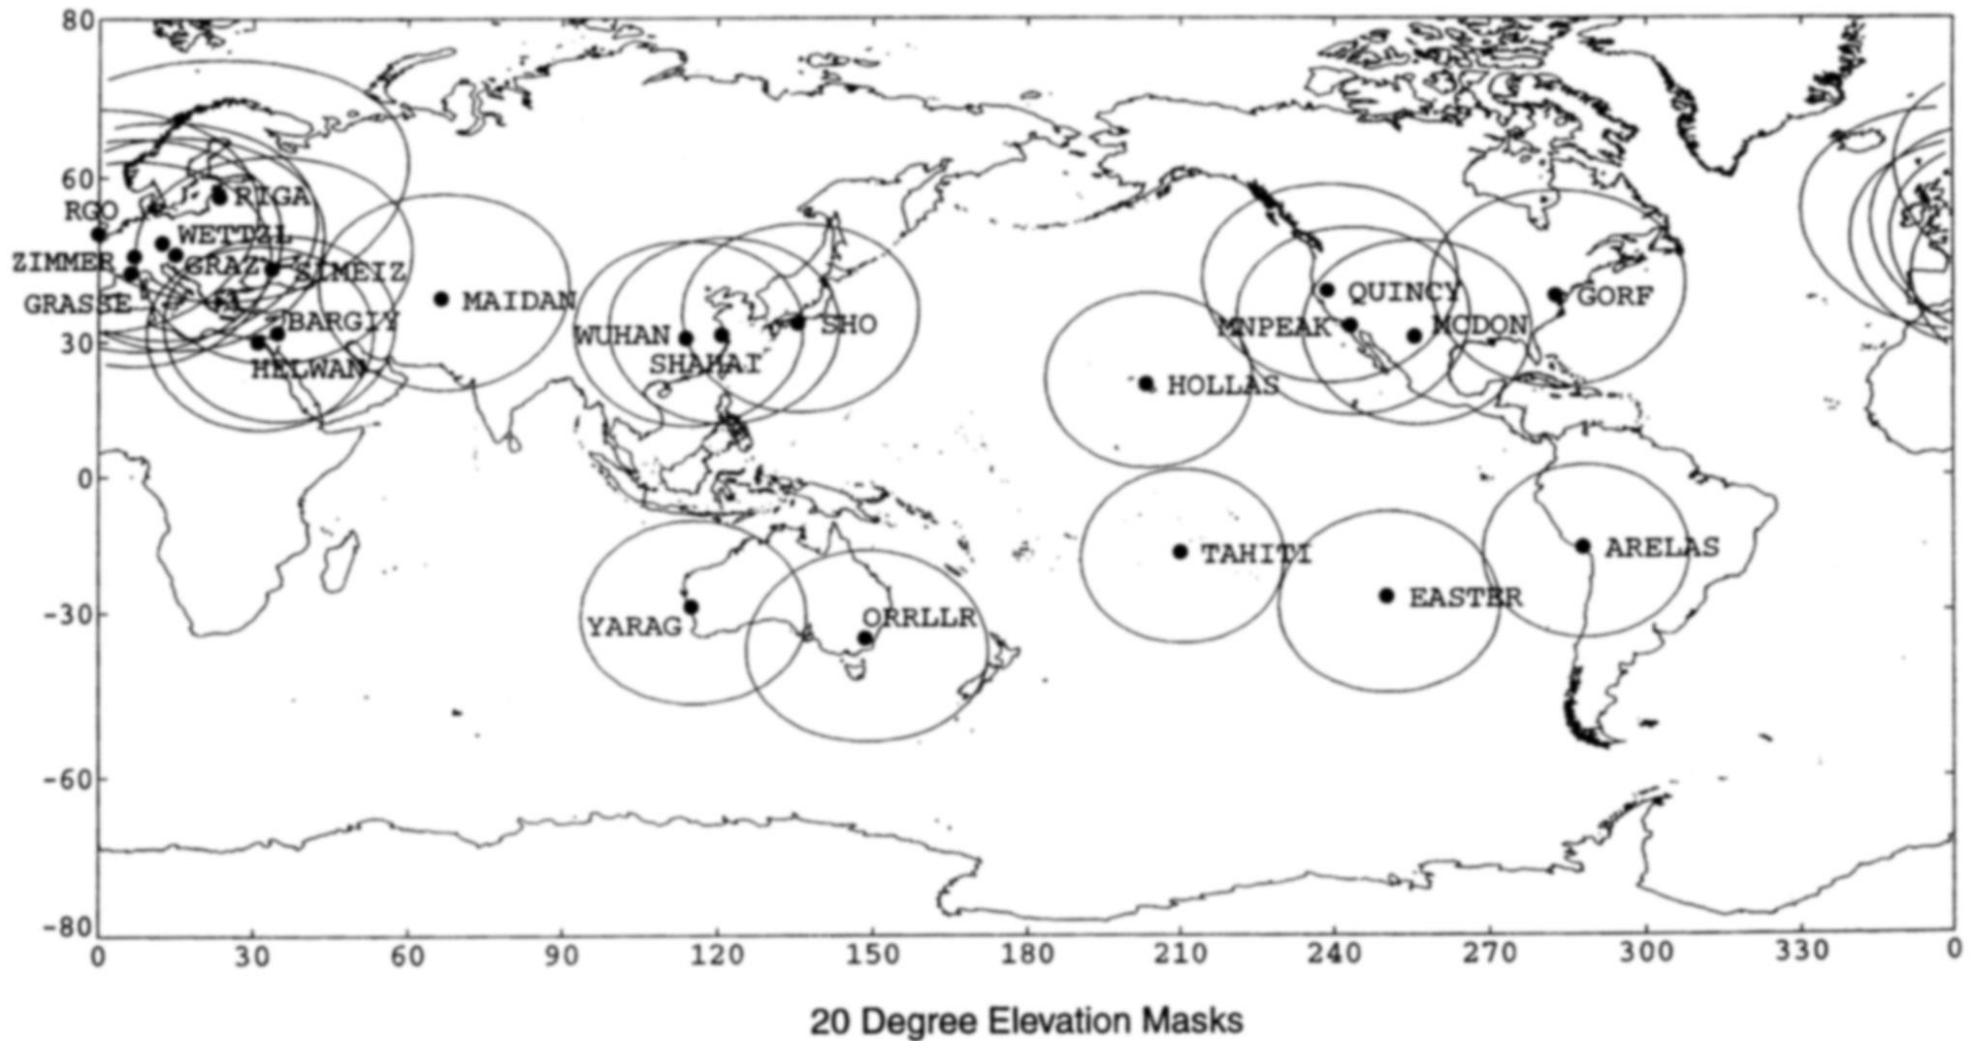 80
60
RIGA
RGO
WETTZL
ZIMMER
GRAZ
SIMEIZ
GRASSE
MAIDAN
QUINCY
GORF
BARGIY
WUHAN
SHO
MNPEAK
MCDON
30
SHAHAI
HELWAN
HOLLAS
0
TAHITI
ARELAS
EASTER
-30
YARAG
ORRLLR
-60
-80
0 30 60 90 120 150 180 210 240 270 300 330 0
20 Degree Elevation Masks